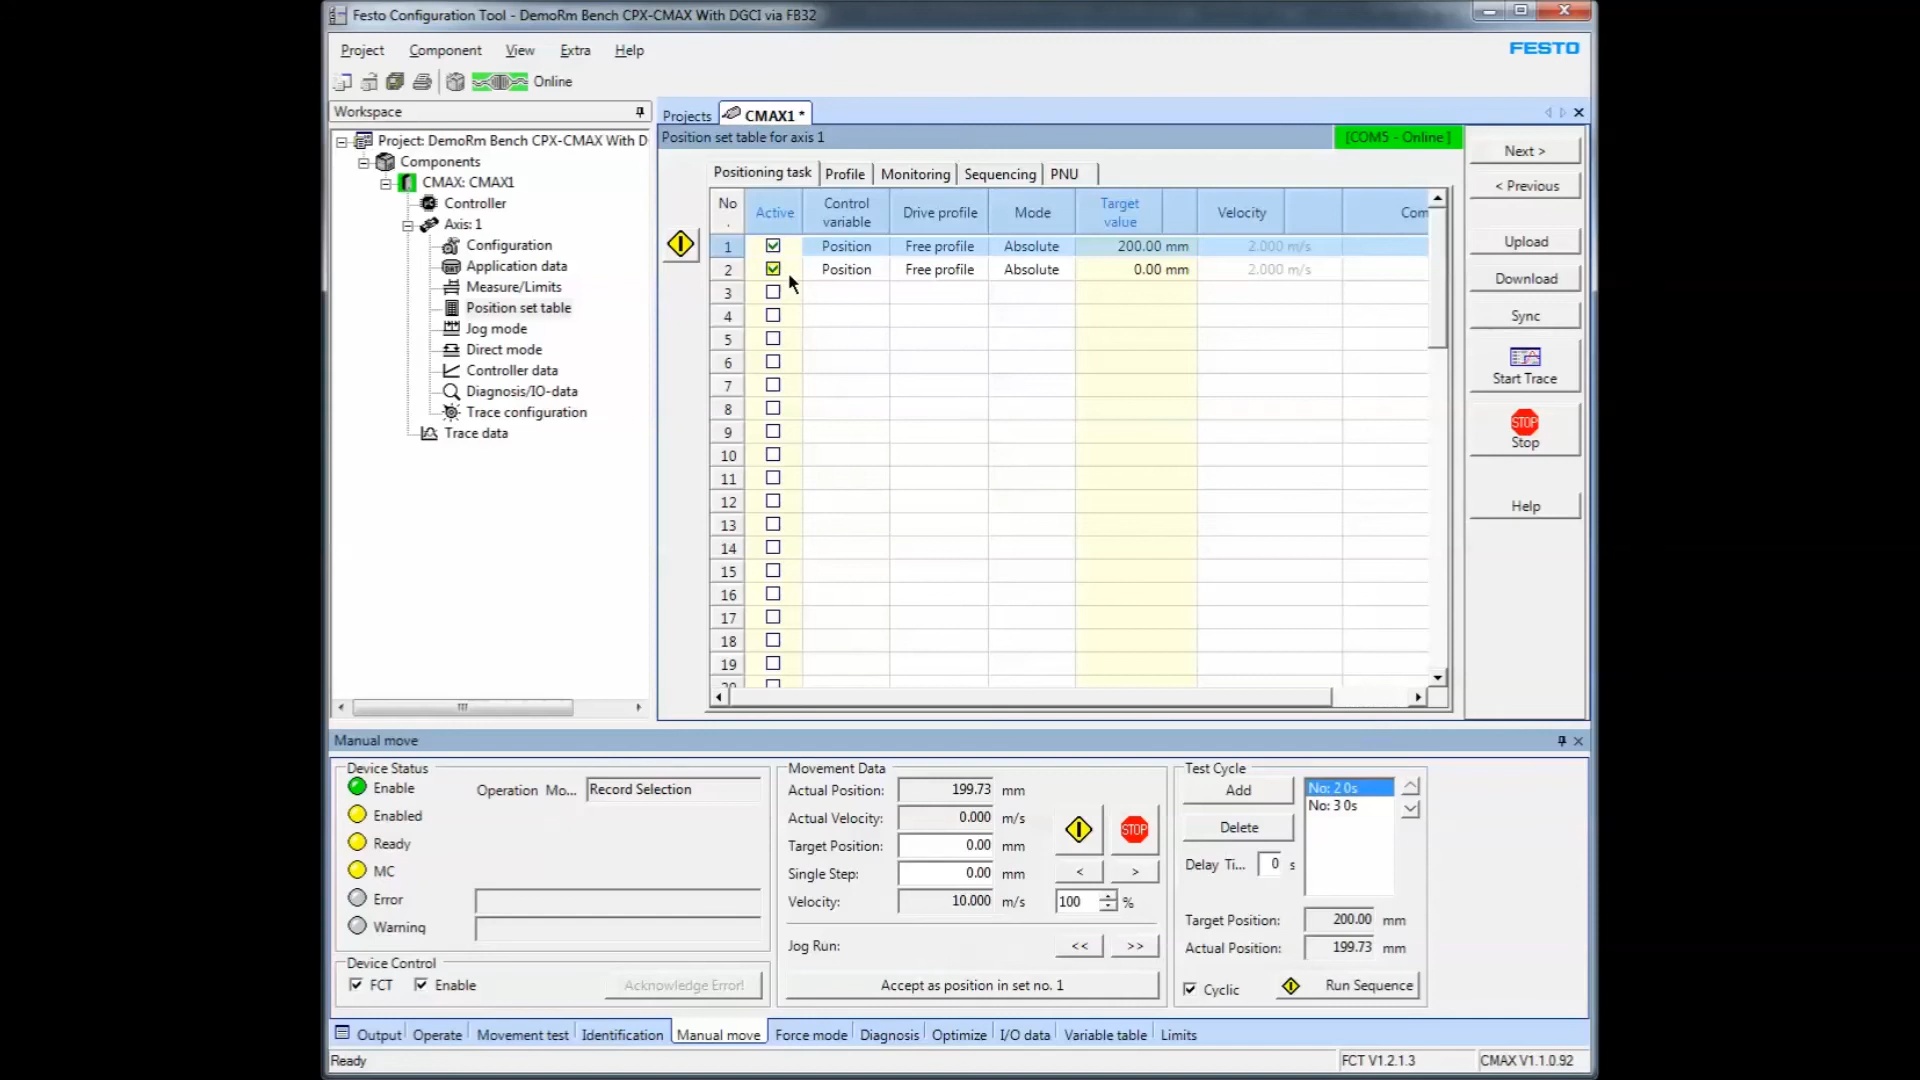 Festo Configuration Tool - DemoRm Bench CPX-CMAX With DGCI via FB32
Project Component View Extra Help
FESTO
Online
Workspace
Project: DemoRm Bench CPX-CMAX With D
Components
CMAX: CMAX1
Controller
Axis: 1
Configuration
Application data
Measure/Limits
Position set table
Jog mode
Direct mode
Controller data
Diagnosis/IO-data
Trace configuration
Trace data
Projects CMAX1 *
Position set table for axis 1 [COM5 - Online ]
Positioning task Profile Monitoring Sequencing PNU
No. Active Control variable Drive profile Mode Target value Velocity Com
1 Position Free profile Absolute 200.00 mm 2.000 m/s
2 Position Free profile Absolute 0.00 mm 2.000 m/s
3
4
5
6
7
8
9
10
11
12
13
14
15
16
17
18
19
20
Next >
< Previous
Upload
Download
Sync
Start Trace
STOP
Stop
Help
Manual move
Device Status
Enable Operation Mo... Record Selection
Enabled
Ready
MC
Error
Warning
Device Control
FCT Enable Acknowledge Error!
Movement Data
Actual Position: 199.73 mm
Actual Velocity: 0.000 m/s
Target Position: 0.00 mm
STOP
Single Step: 0.00 mm < >
Velocity: 10.000 m/s 100 %
Jog Run: << >>
Accept as position in set no. 1
Test Cycle
Add
Delete
Delay Ti... 0 s
No: 2 0s
No: 3 0s
Target Position: 200.00 mm
Actual Position: 199.73 mm
Cyclic Run Sequence
Output Operate Movement test Identification Manual move Force mode Diagnosis Optimize I/O data Variable table Limits
Ready FCT V1.2.1.3 CMAX V1.1.0.92